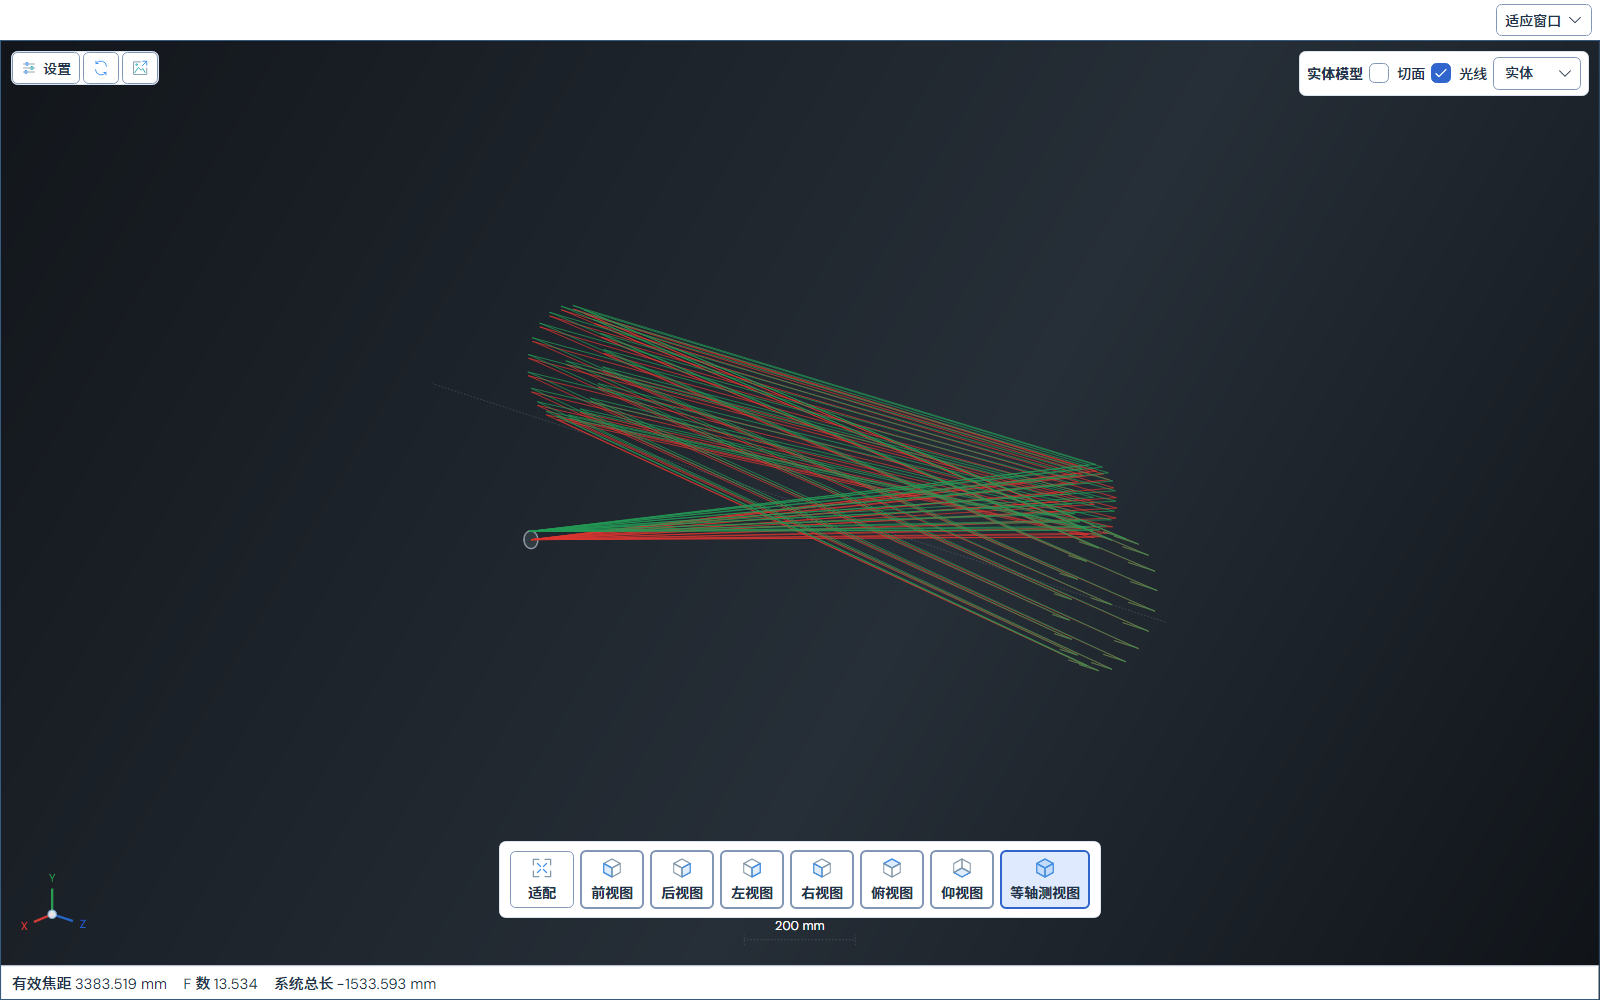 适应窗口
设置
实体模型 切面 光线 实体
适配 前视图 后视图 左视图 右视图 俯视图 仰视图 等轴测视图
200 mm
Y
X
Z
有效焦距 3383.519 mm F 数 13.534 系统总长 -1533.593 mm